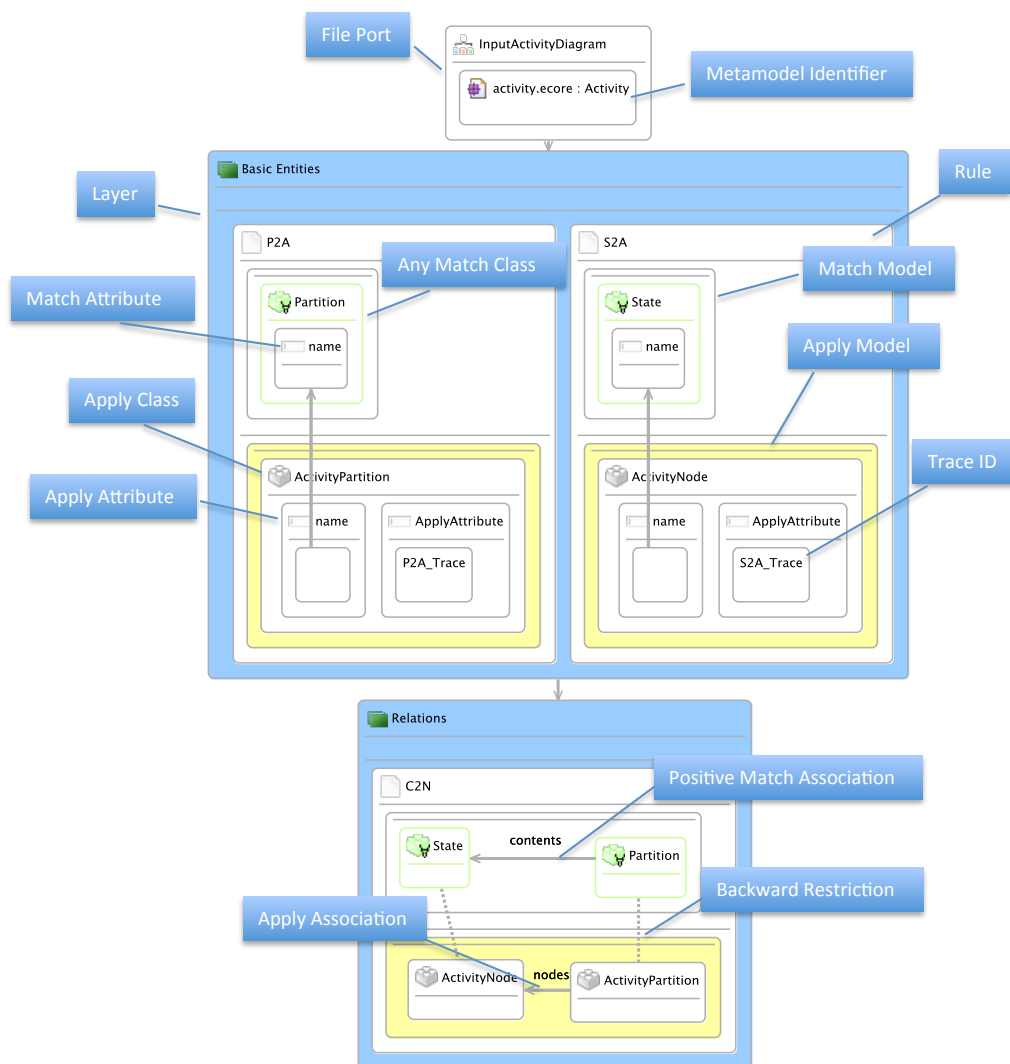 File Port
InputActivityDiagram
activity.ecore : Activity
Metamodel Identifier
Basic Entities
Layer
Rule
P2A
S2A
Any Match Class
Match Model
Match Attribute
Partition
State
name
name
Apply Model
Apply Class
Trace ID
ActivityPartition
ActivityNode
Apply Attribute
name
ApplyAttribute
name
ApplyAttribute
P2A_Trace
S2A_Trace
Relations
Positive Match Association
C2N
State
contents
Partition
Backward Restriction
Apply Association
ActivityNode
nodes
ActivityPartition